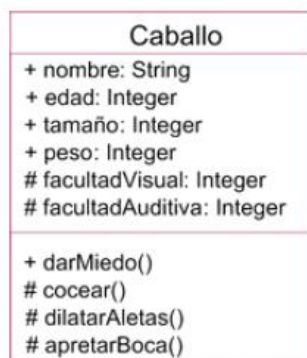 Caballo
+ nombre: String
+ edad: Integer
+ tamaño: Integer
+ peso: Integer
# facultadVisual: Integer
# facultadAuditiva: Integer
+ darMiedo()
# cocear()
# dilatarAletas()
# apretarBoca()